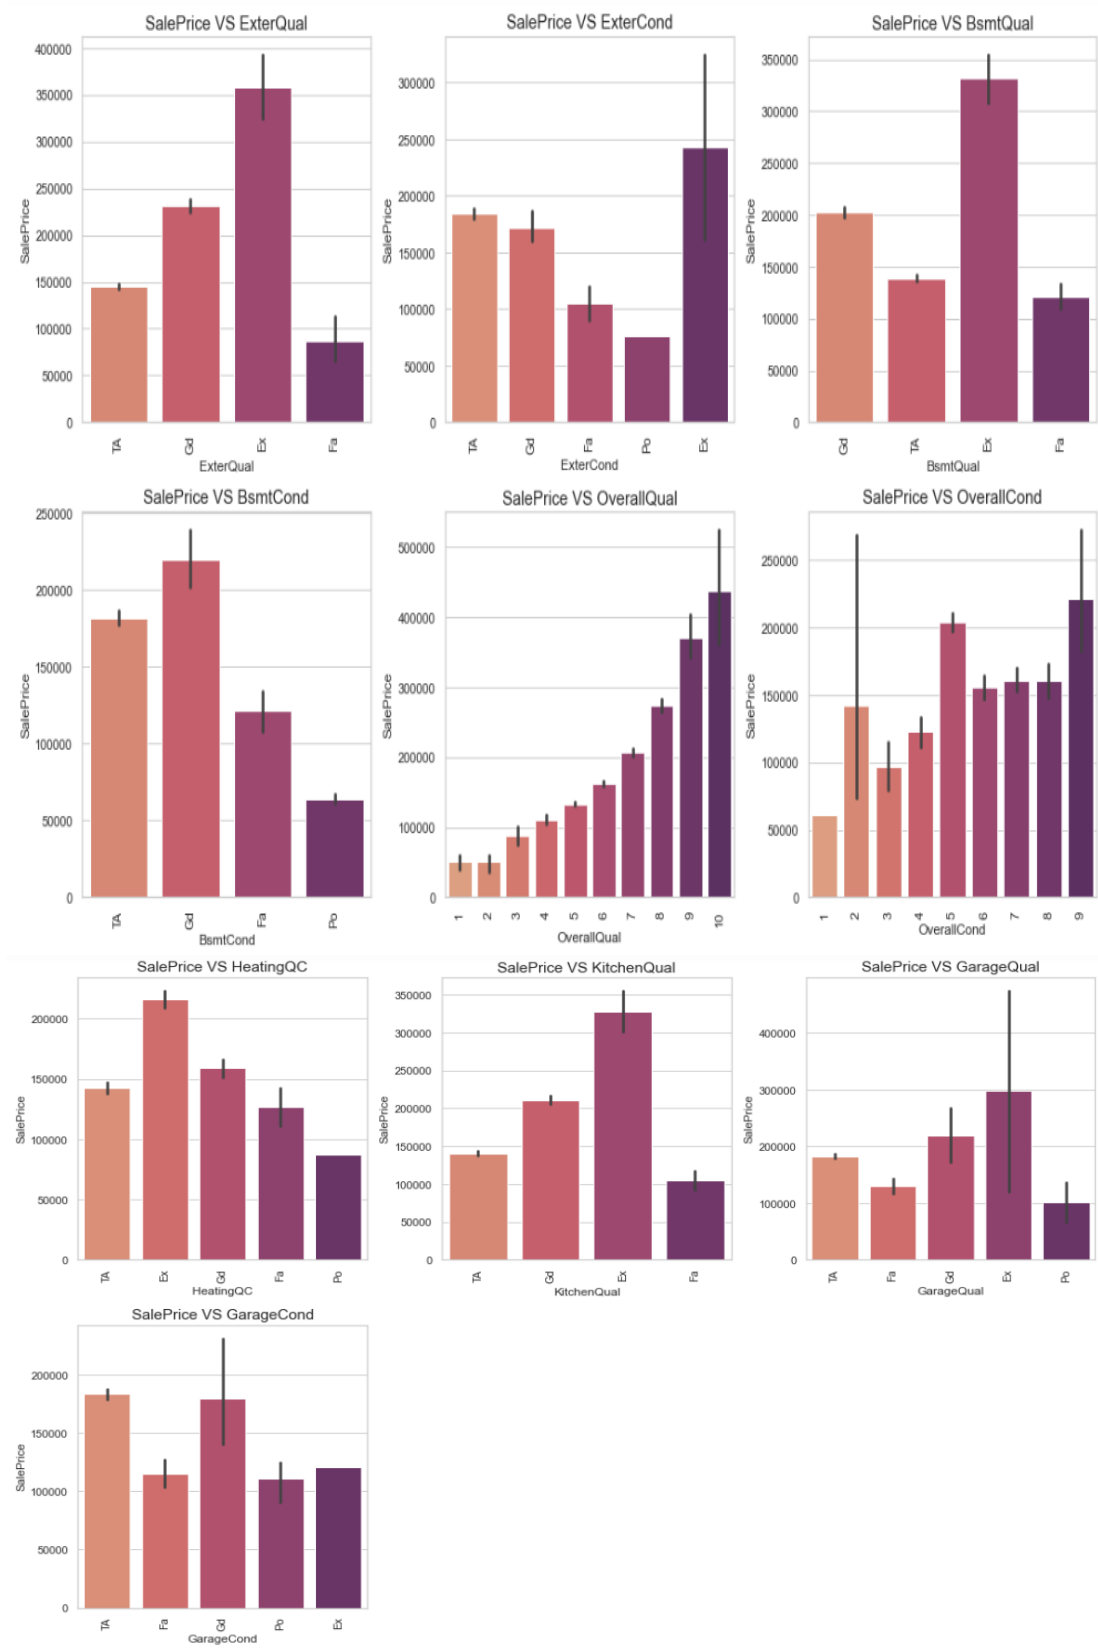 SalePrice VS ExterQual
400000
350000
300000
250000
200000
150000
100000
50000
0
SalePrice
TA
Gd
Ex
Fa
ExterQual
SalePrice VS ExterCond
300000
250000
200000
150000
100000
50000
0
SalePrice
TA
Gd
Fa
Po
Ex
ExterCond
SalePrice VS BsmtQual
350000
300000
250000
200000
150000
100000
50000
0
SalePrice
Gd
TA
Ex
Fa
BsmtQual
SalePrice VS BsmtCond
250000
200000
150000
100000
50000
0
SalePrice
TA
Gd
Fa
Po
BsmtCond
SalePrice VS OverallQual
500000
400000
300000
200000
100000
0
SalePrice
1
2
3
4
5
6
7
8
9
10
OverallQual
SalePrice VS OverallCond
250000
200000
150000
100000
50000
0
SalePrice
1
2
3
4
5
6
7
8
9
OverallCond
SalePrice VS HeatingQC
200000
150000
100000
50000
0
SalePrice
TA
Ex
Gd
Fa
Po
HeatingQC
SalePrice VS KitchenQual
350000
300000
250000
200000
150000
100000
50000
0
SalePrice
TA
Gd
Ex
Fa
KitchenQual
SalePrice VS GarageQual
400000
300000
200000
100000
0
SalePrice
TA
Fa
Gd
Ex
Po
GarageQual
SalePrice VS GarageCond
200000
150000
100000
50000
0
SalePrice
TA
Fa
Gd
Po
Ex
GarageCond